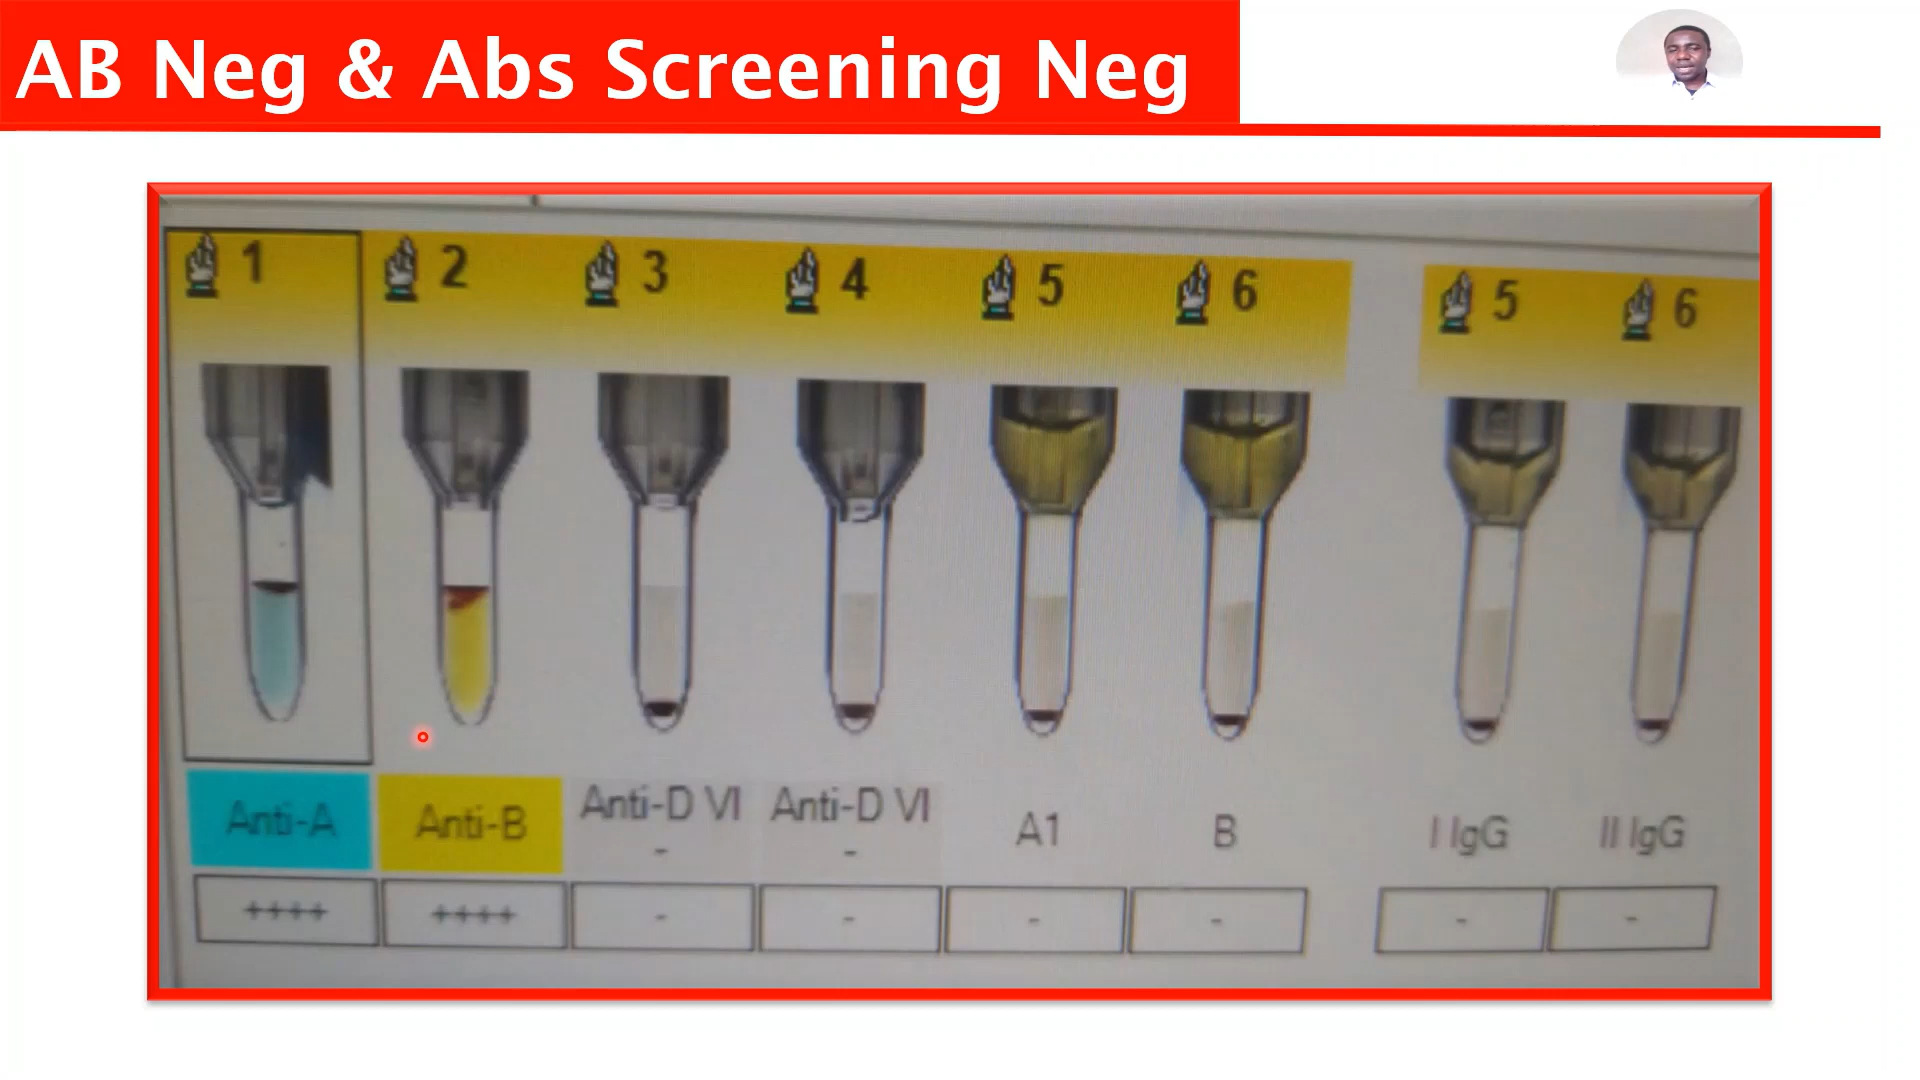 AB Neg & Abs Screening Neg
1 2 3 4 5 6 5 6
Anti-A Anti-B Anti-D VI Anti-D VI A1 B I IgG II IgG
- -
++++ ++++ - - - - - -